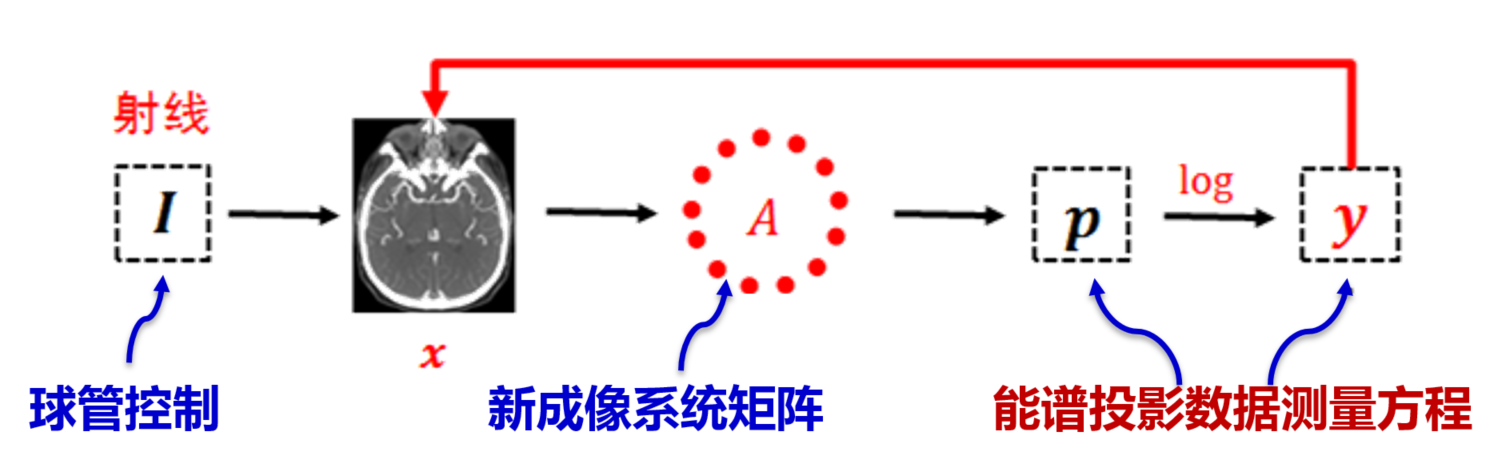 射线
I
x
A
p
log
y
球管控制
新成像系统矩阵
能谱投影数据测量方程